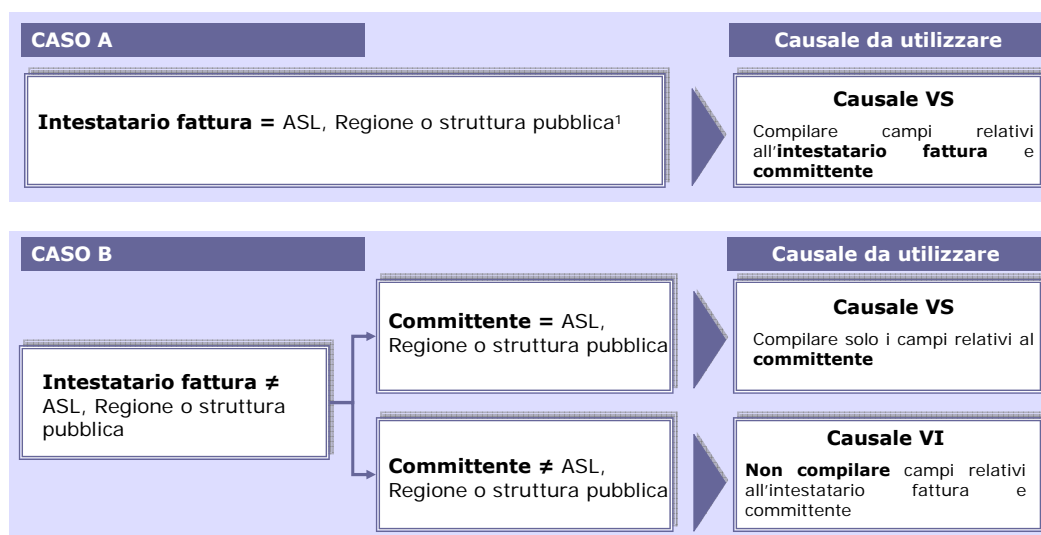 CASO A
Causale da utilizzare
Intestatario fattura = ASL, Regione o struttura pubblica¹
Causale VS
Compilare campi relativi
all'intestatario fattura e
committente
CASO B
Causale da utilizzare
Intestatario fattura ≠
ASL, Regione o struttura
pubblica
Committente = ASL,
Regione o struttura pubblica
Causale VS
Compilare solo i campi relativi al
committente
Committente ≠ ASL,
Regione o struttura pubblica
Causale VI
Non compilare campi relativi
all'intestatario fattura e
committente